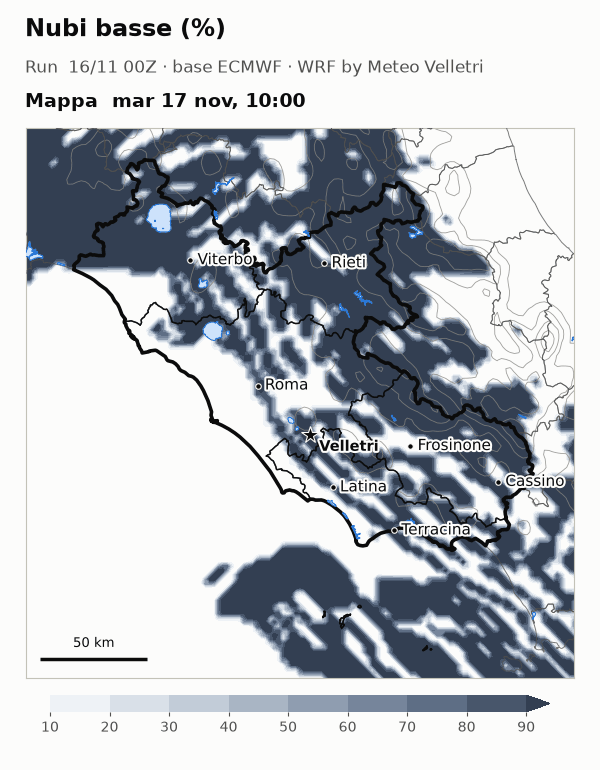 Nubi basse (%)
Run  16/11 00Z · base ECMWF · WRF by Meteo Velletri
Mappa  mar 17 nov, 10:00
Viterbo
Rieti
Roma
Velletri
Frosinone
Cassino
Latina
Terracina
50 km
10 20 30 40 50 60 70 80 90